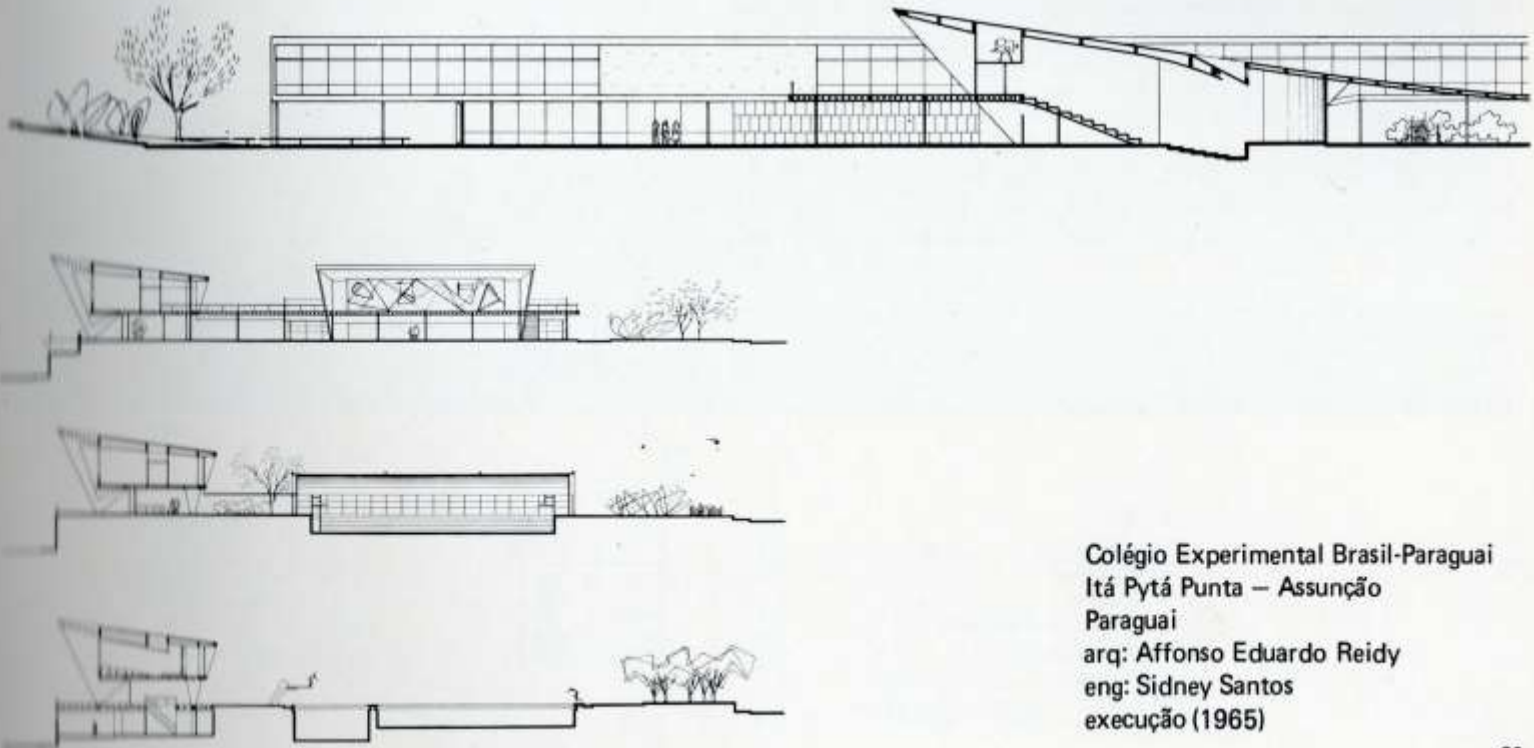 Colégio Experimental Brasil-Paraguai
Itá Pytá Punta — Assunção
Paraguai
arq: Affonso Eduardo Reidy
eng: Sidney Santos
execução (1965)